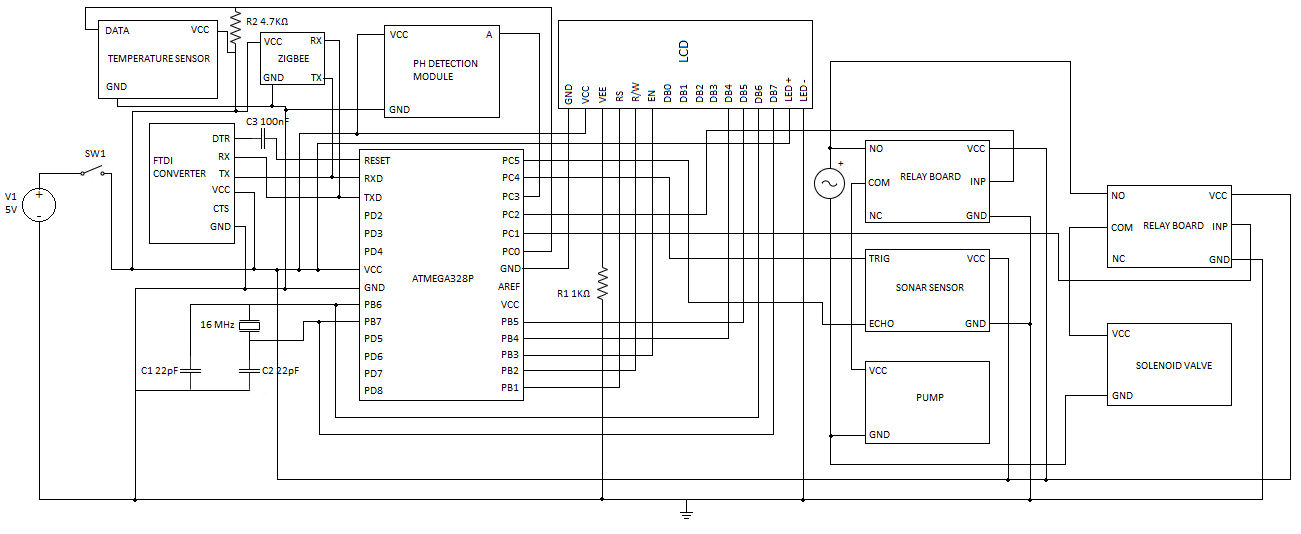 DATA
VCC
TEMPERATURE SENSOR
GND
R2 4.7KΩ
VCC
RX
ZIGBEE
GND
TX
VCC
A
PH DETECTION
MODULE
GND
LCD
GND
VCC
VEE
RS
R/W
EN
DB0
DB1
DB2
DB3
DB4
DB5
DB6
DB7
LED +
LED -
C3 100nF
DTR
RX
FTDI
CONVERTER
TX
VCC
CTS
GND
SW1
V1
5V
+
-
RESET
RXD
TXD
PD2
PD3
PD4
VCC
GND
PB6
PB7
PD5
PD6
PD7
PD8
ATMEGA328P
PC5
PC4
PC3
PC2
PC1
PC0
GND
AREF
VCC
PB5
PB4
PB3
PB2
PB1
16 MHz
C1 22pF
C2 22pF
R1 1KΩ
+
NO
VCC
RELAY BOARD
COM
INP
NC
GND
TRIG
VCC
SONAR SENSOR
ECHO
GND
VCC
PUMP
GND
NO
VCC
COM
RELAY BOARD
INP
NC
GND
VCC
SOLENOID VALVE
GND